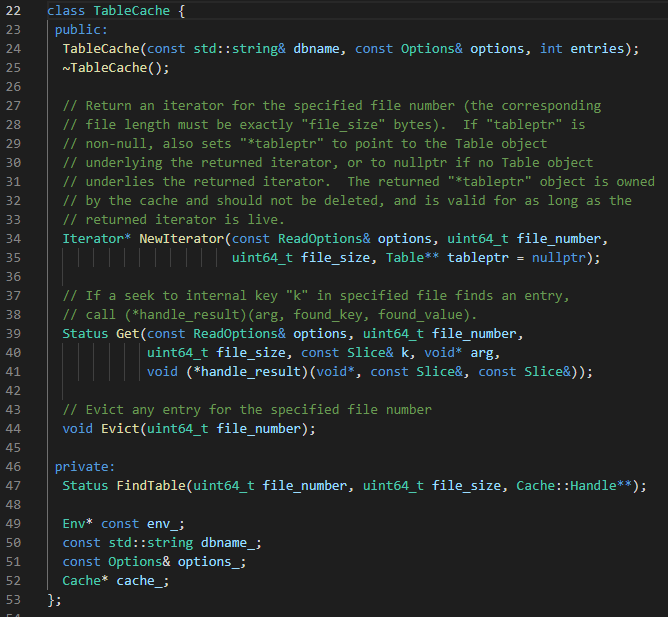 22 class TableCache {
23  public:
24   TableCache(const std::string& dbname, const Options& options, int entries);
25   ~TableCache();
26
27   // Return an iterator for the specified file number (the corresponding
28   // file length must be exactly "file_size" bytes).  If "tableptr" is
29   // non-null, also sets "*tableptr" to point to the Table object
30   // underlying the returned iterator, or to nullptr if no Table object
31   // underlies the returned iterator.  The returned "*tableptr" object is owned
32   // by the cache and should not be deleted, and is valid for as long as the
33   // returned iterator is live.
34   Iterator* NewIterator(const ReadOptions& options, uint64_t file_number,
35                         uint64_t file_size, Table** tableptr = nullptr);
36
37   // If a seek to internal key "k" in specified file finds an entry,
38   // call (*handle_result)(arg, found_key, found_value).
39   Status Get(const ReadOptions& options, uint64_t file_number,
40              uint64_t file_size, const Slice& k, void* arg,
41              void (*handle_result)(void*, const Slice&, const Slice&));
42
43   // Evict any entry for the specified file number
44   void Evict(uint64_t file_number);
45
46  private:
47   Status FindTable(uint64_t file_number, uint64_t file_size, Cache::Handle**);
48
49   Env* const env_;
50   const std::string dbname_;
51   const Options& options_;
52   Cache* cache_;
53 };